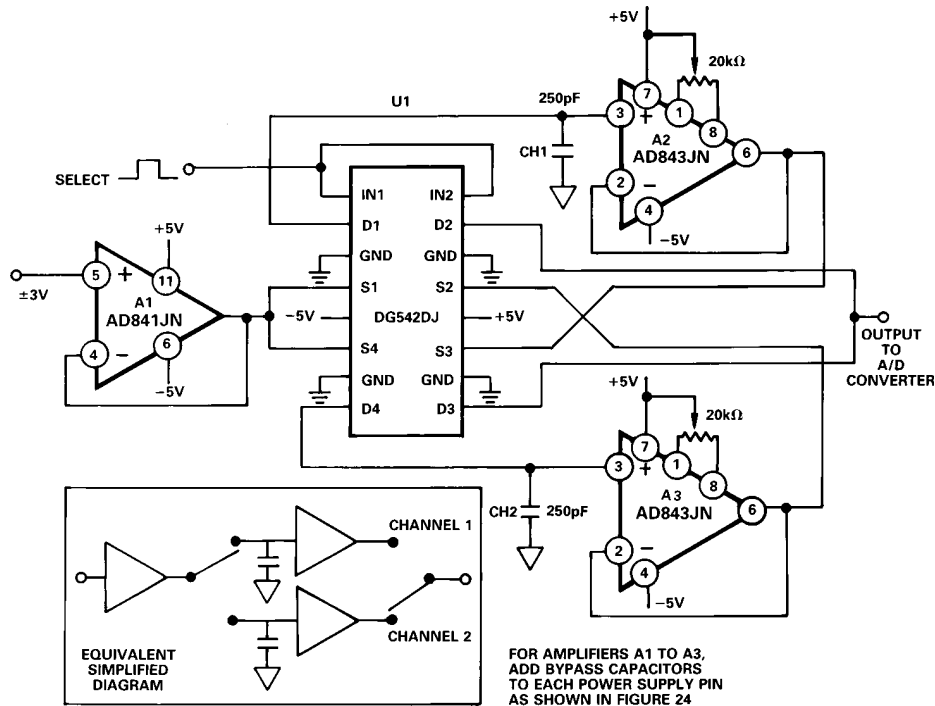 +5V
20kΩ
U1
250pF
3
+
7
1
8
A2
AD843JN
6
CH1
2
−
4
−5V
SELECT
IN1
IN2
D1
D2
GND
GND
+5V
5
+
11
±3V
A1
AD841JN
4
−
6
−5V
S1
S2
−5V
DG542DJ
+5V
S4
S3
GND
GND
D4
D3
OUTPUT
TO
A/D
CONVERTER
+5V
20kΩ
3
+
7
1
8
A3
AD843JN
6
CH2
250pF
2
−
4
−5V
CHANNEL 1
CHANNEL 2
EQUIVALENT
SIMPLIFIED
DIAGRAM
FOR AMPLIFIERS A1 TO A3,
ADD BYPASS CAPACITORS
TO EACH POWER SUPPLY PIN
AS SHOWN IN FIGURE 24